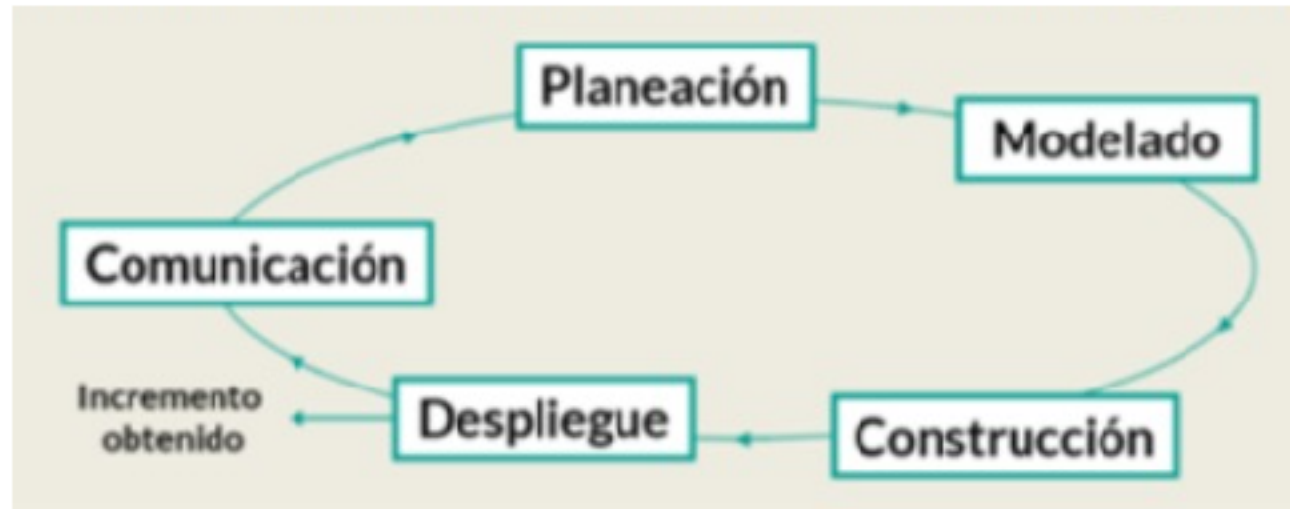 Planeación
Modelado
Comunicación
Incremento
obtenido
Despliegue
Construcción